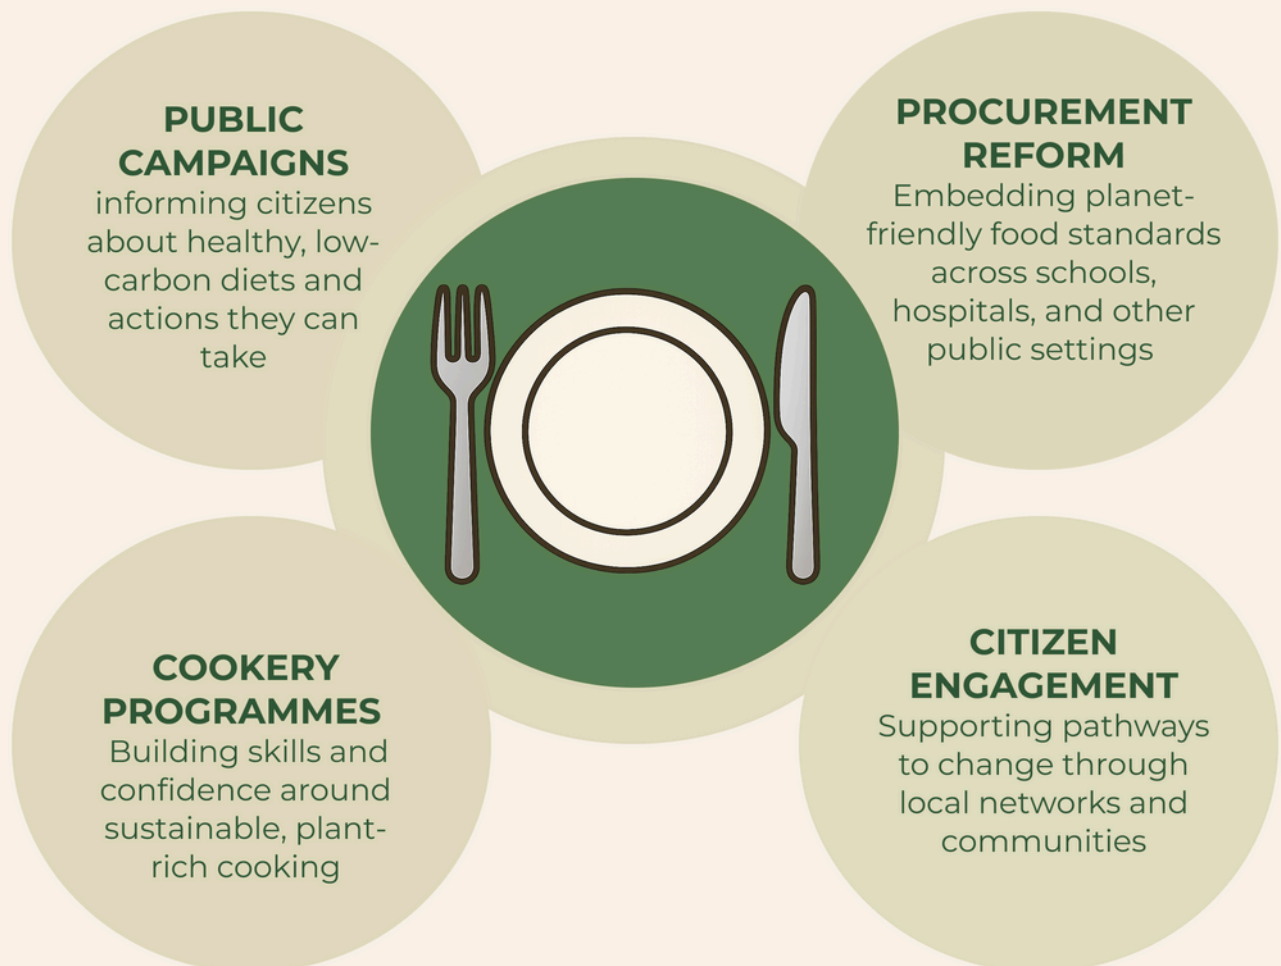 PUBLIC
CAMPAIGNS
informing citizens
about healthy, low-
carbon diets and
actions they can
take
PROCUREMENT
REFORM
Embedding planet-
friendly food standards
across schools,
hospitals, and other
public settings
COOKERY
PROGRAMMES
Building skills and
confidence around
sustainable, plant-
rich cooking
CITIZEN
ENGAGEMENT
Supporting pathways
to change through
local networks and
communities